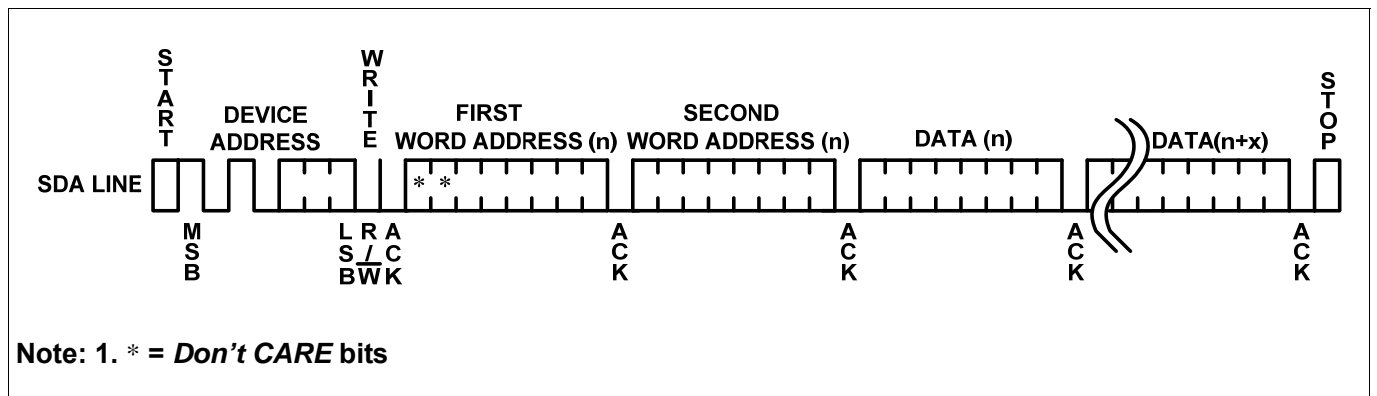 START
WRITE
STOP
DEVICE
ADDRESS
FIRST
WORD ADDRESS (n)
SECOND
WORD ADDRESS (n)
DATA (n)
DATA(n+x)
SDA LINE
* *
MSB
LSB
R/W
ACK
ACK
ACK
ACK
ACK
Note: 1. * = Don't CARE bits